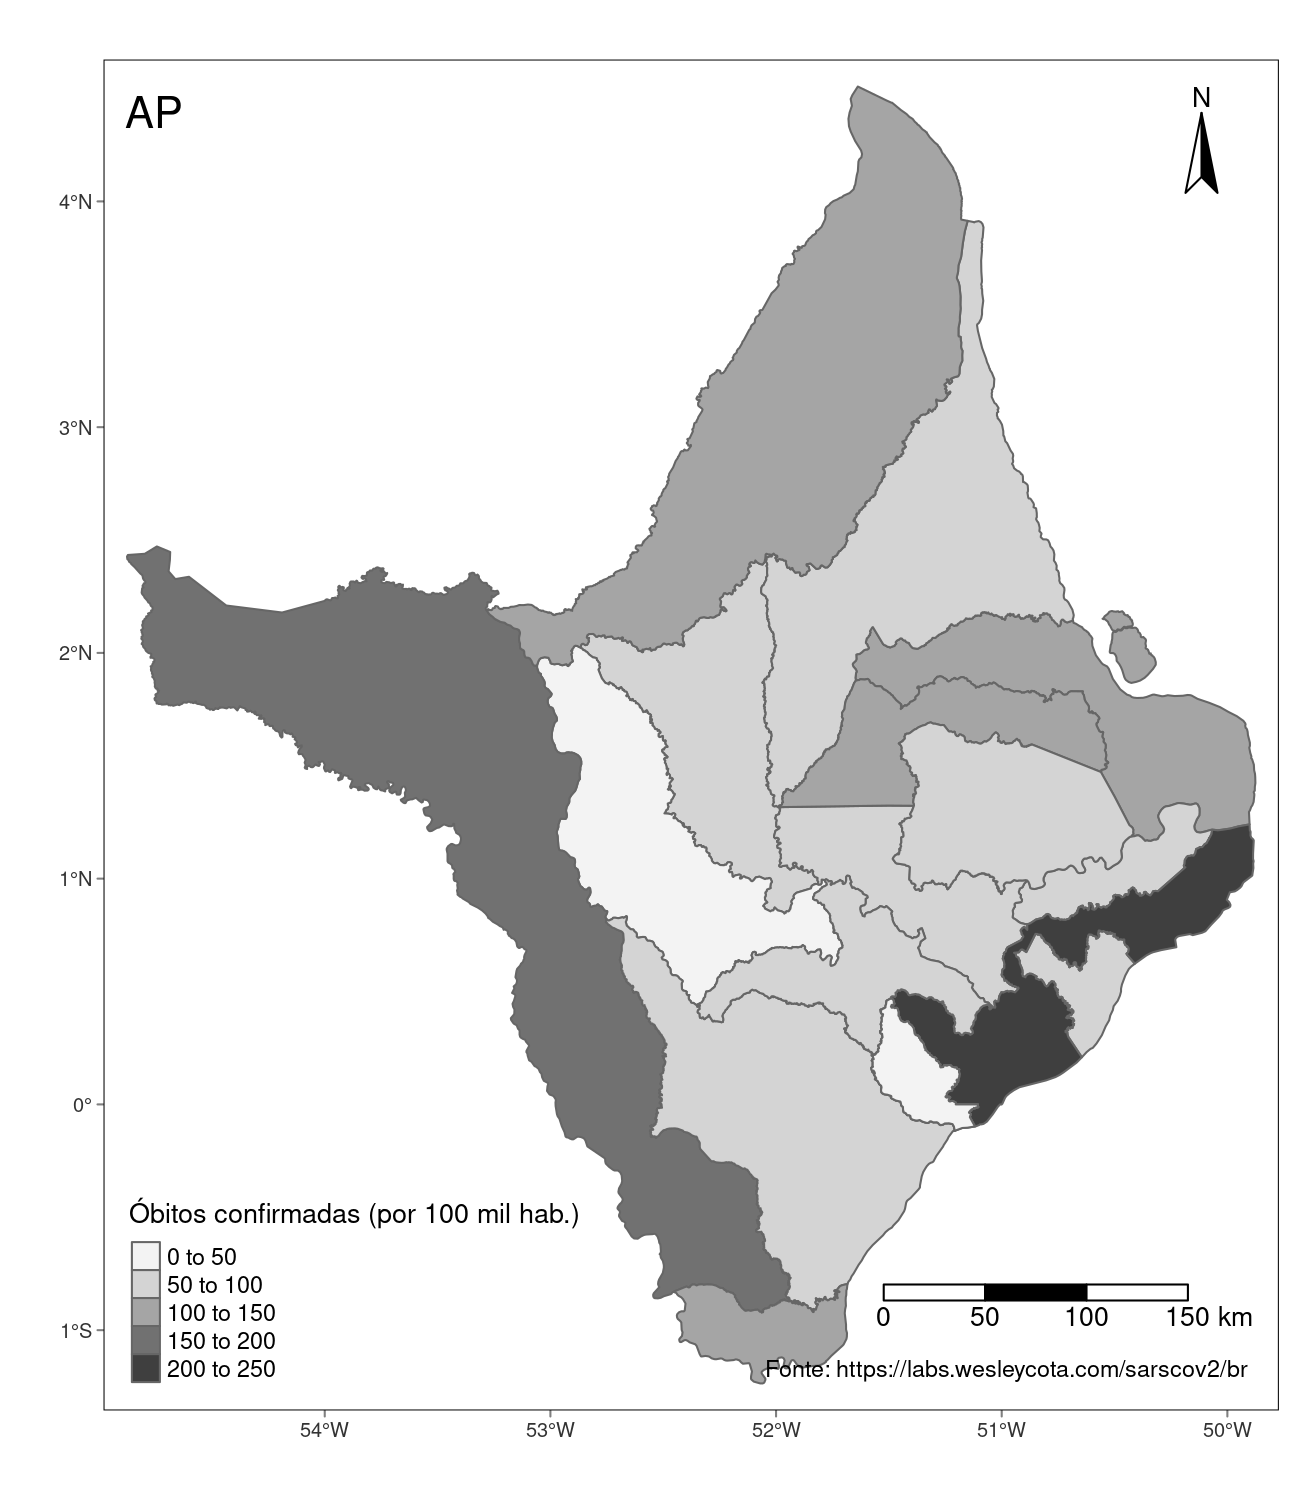 AP
N
4°N
3°N
2°N
1°N
0°
1°S
Óbitos confirmadas (por 100 mil hab.)
0 to 50
50 to 100
100 to 150
150 to 200
200 to 250
0 50 100 150 km
Fonte: https://labs.wesleycota.com/sarscov2/br
54°W 53°W 52°W 51°W 50°W